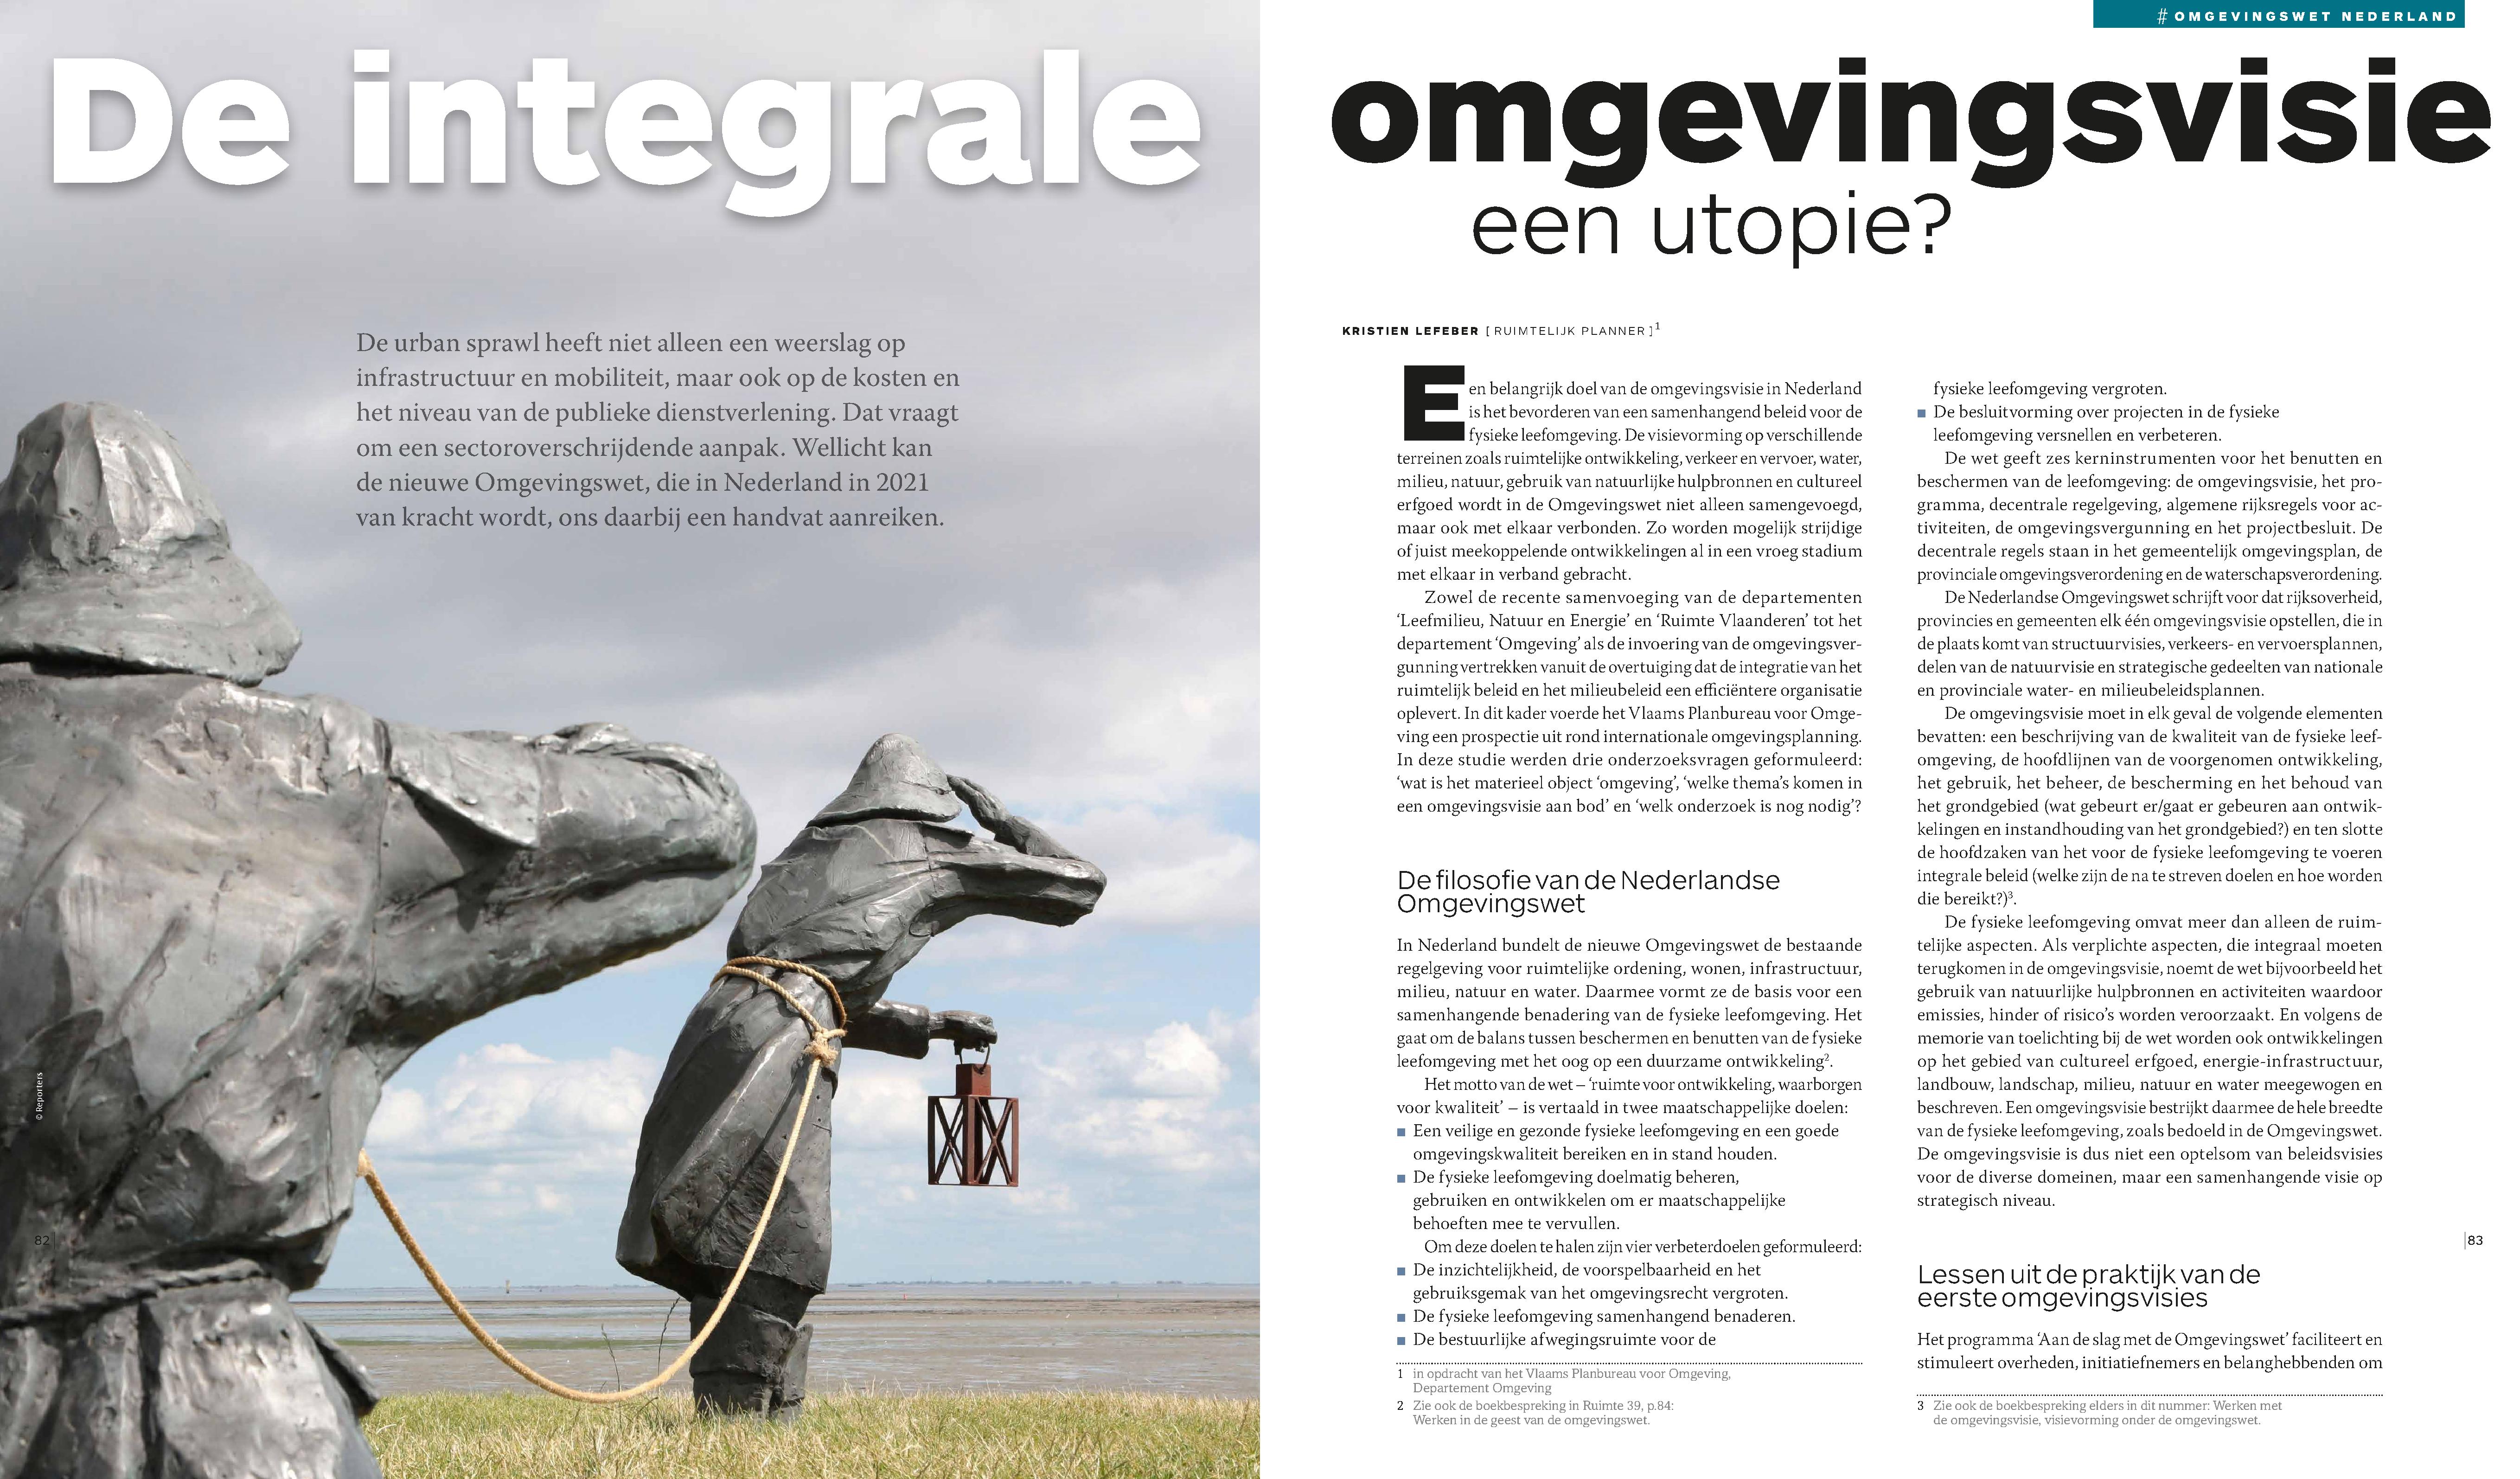 De integrale
De urban sprawl heeft niet alleen een weerslag op
infrastructuur en mobiliteit, maar ook op de kosten en
het niveau van de publieke dienstverlening. Dat vraagt
om een sectoroverschrijdende aanpak. Wellicht kan
de nieuwe Omgevingswet, die in Nederland in 2021
van kracht wordt, ons daarbij een handvat aanreiken.
© Reporters
82
# OMGEVINGSWET NEDERLAND
omgevingsvisie
een utopie?
KRISTIEN LEFEBER [ RUIMTELIJK PLANNER ]1
Een belangrijk doel van de omgevingsvisie in Nederland
is het bevorderen van een samenhangend beleid voor de
fysieke leefomgeving. De visievorming op verschillende
terreinen zoals ruimtelijke ontwikkeling, verkeer en vervoer, water,
milieu, natuur, gebruik van natuurlijke hulpbronnen en cultureel
erfgoed wordt in de Omgevingswet niet alleen samengevoegd,
maar ook met elkaar verbonden. Zo worden mogelijk strijdige
of juist meekoppelende ontwikkelingen al in een vroeg stadium
met elkaar in verband gebracht.
Zowel de recente samenvoeging van de departementen
‘Leefmilieu, Natuur en Energie’ en ‘Ruimte Vlaanderen’ tot het
departement ‘Omgeving’ als de invoering van de omgevingsver-
gunning vertrekken vanuit de overtuiging dat de integratie van het
ruimtelijk beleid en het milieubeleid een efficiëntere organisatie
oplevert. In dit kader voerde het Vlaams Planbureau voor Omge-
ving een prospectie uit rond internationale omgevingsplanning.
In deze studie werden drie onderzoeksvragen geformuleerd:
‘wat is het materieel object ‘omgeving’, ‘welke thema’s komen in
een omgevingsvisie aan bod’ en ‘welk onderzoek is nog nodig’?
De filosofie van de Nederlandse
Omgevingswet
In Nederland bundelt de nieuwe Omgevingswet de bestaande
regelgeving voor ruimtelijke ordening, wonen, infrastructuur,
milieu, natuur en water. Daarmee vormt ze de basis voor een
samenhangende benadering van de fysieke leefomgeving. Het
gaat om de balans tussen beschermen en benutten van de fysieke
leefomgeving met het oog op een duurzame ontwikkeling2.
Het motto van de wet – ‘ruimte voor ontwikkeling, waarborgen
voor kwaliteit’ – is vertaald in twee maatschappelijke doelen:
■ Een veilige en gezonde fysieke leefomgeving en een goede
omgevingskwaliteit bereiken en in stand houden.
■ De fysieke leefomgeving doelmatig beheren,
gebruiken en ontwikkelen om er maatschappelijke
behoeften mee te vervullen.
Om deze doelen te halen zijn vier verbeterdoelen geformuleerd:
■ De inzichtelijkheid, de voorspelbaarheid en het
gebruiksgemak van het omgevingsrecht vergroten.
■ De fysieke leefomgeving samenhangend benaderen.
■ De bestuurlijke afwegingsruimte voor de
1 in opdracht van het Vlaams Planbureau voor Omgeving,
Departement Omgeving
2 Zie ook de boekbespreking in Ruimte 39, p.84:
Werken in de geest van de omgevingswet.
fysieke leefomgeving vergroten.
■ De besluitvorming over projecten in de fysieke
leefomgeving versnellen en verbeteren.
De wet geeft zes kerninstrumenten voor het benutten en
beschermen van de leefomgeving: de omgevingsvisie, het pro-
gramma, decentrale regelgeving, algemene rijksregels voor ac-
tiviteiten, de omgevingsvergunning en het projectbesluit. De
decentrale regels staan in het gemeentelijk omgevingsplan, de
provinciale omgevingsverordening en de waterschapsverordening.
De Nederlandse Omgevingswet schrijft voor dat rijksoverheid,
provincies en gemeenten elk één omgevingsvisie opstellen, die in
de plaats komt van structuurvisies, verkeers- en vervoersplannen,
delen van de natuurvisie en strategische gedeelten van nationale
en provinciale water- en milieubeleidsplannen.
De omgevingsvisie moet in elk geval de volgende elementen
bevatten: een beschrijving van de kwaliteit van de fysieke leef-
omgeving, de hoofdlijnen van de voorgenomen ontwikkeling,
het gebruik, het beheer, de bescherming en het behoud van
het grondgebied (wat gebeurt er/gaat er gebeuren aan ontwik-
kelingen en instandhouding van het grondgebied?) en ten slotte
de hoofdzaken van het voor de fysieke leefomgeving te voeren
integrale beleid (welke zijn de na te streven doelen en hoe worden
die bereikt?)3.
De fysieke leefomgeving omvat meer dan alleen de ruim-
telijke aspecten. Als verplichte aspecten, die integraal moeten
terugkomen in de omgevingsvisie, noemt de wet bijvoorbeeld het
gebruik van natuurlijke hulpbronnen en activiteiten waardoor
emissies, hinder of risico’s worden veroorzaakt. En volgens de
memorie van toelichting bij de wet worden ook ontwikkelingen
op het gebied van cultureel erfgoed, energie-infrastructuur,
landbouw, landschap, milieu, natuur en water meegewogen en
beschreven. Een omgevingsvisie bestrijkt daarmee de hele breedte
van de fysieke leefomgeving, zoals bedoeld in de Omgevingswet.
De omgevingsvisie is dus niet een optelsom van beleidsvisies
voor de diverse domeinen, maar een samenhangende visie op
strategisch niveau.
Lessen uit de praktijk van de
eerste omgevingsvisies
Het programma ‘Aan de slag met de Omgevingswet’ faciliteert en
stimuleert overheden, initiatiefnemers en belanghebbenden om
3 Zie ook de boekbespreking elders in dit nummer: Werken met
de omgevingsvisie, visievorming onder de omgevingswet.
83